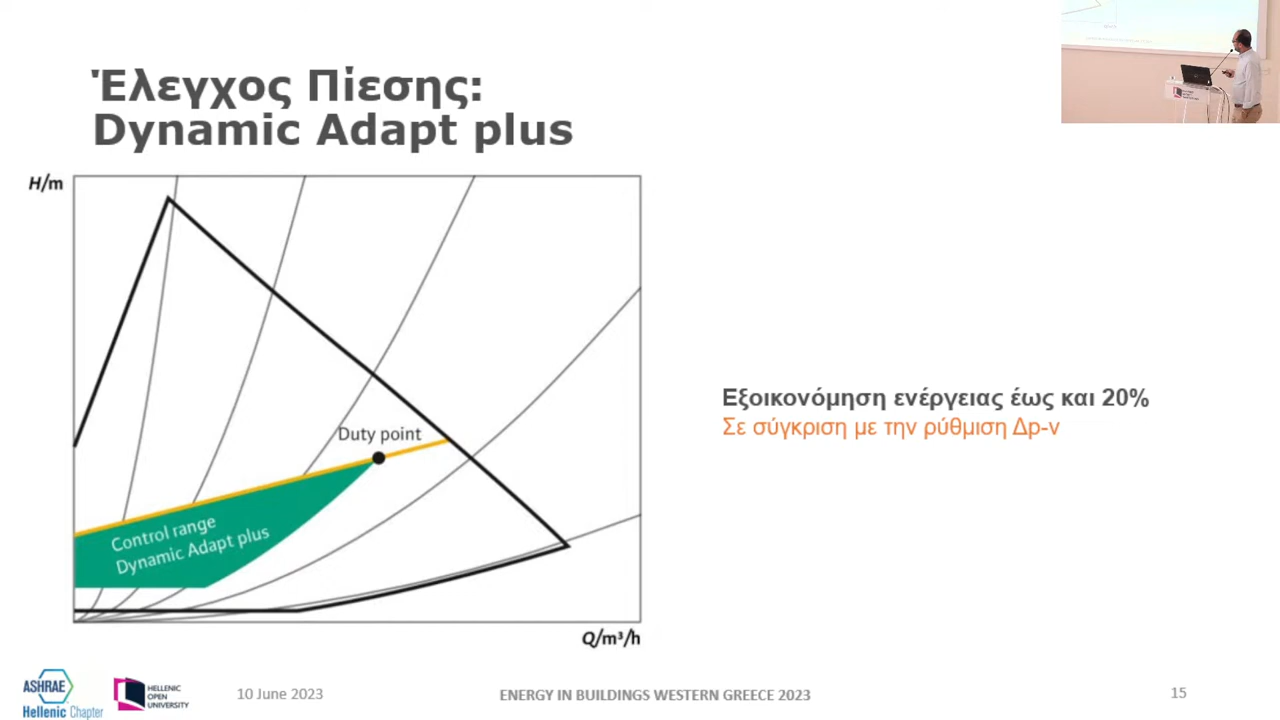 Έλεγχος Πίεσης:
Dynamic Adapt plus
H/m
Duty point
Control range
Dynamic Adapt plus
Q/m³/h
Εξοικονόμηση ενέργειας έως και 20%
Σε σύγκριση με την ρύθμιση Δp-v
ASHRAE
Hellenic Chapter
HELLENIC
OPEN
UNIVERSITY
10 June 2023
ENERGY IN BUILDINGS WESTERN GREECE 2023
15